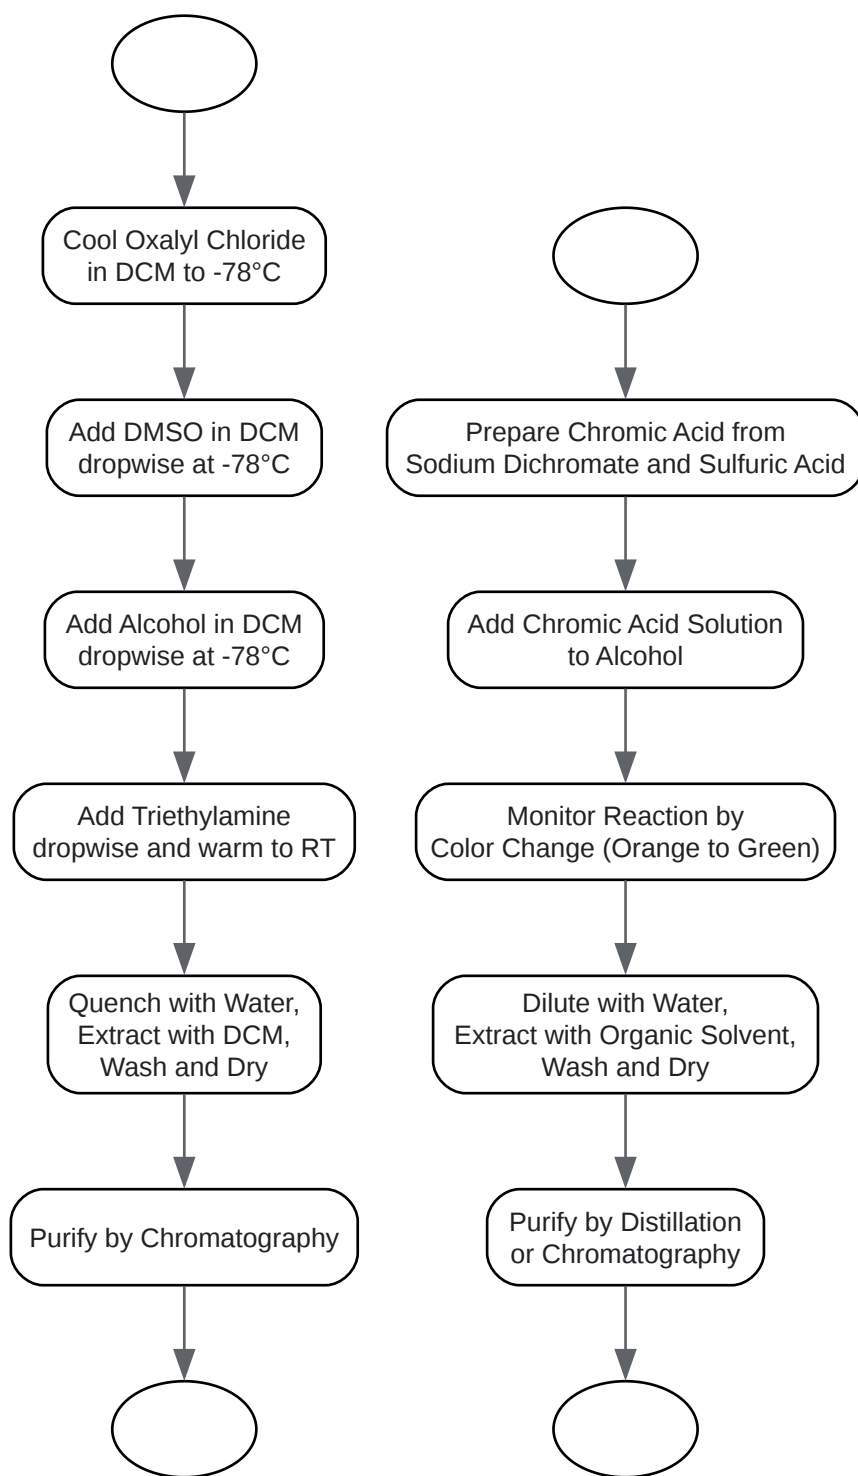 Cool Oxalyl Chloride
in DCM to -78°C
Add DMSO in DCM
dropwise at -78°C
Add Alcohol in DCM
dropwise at -78°C
Add Triethylamine
dropwise and warm to RT
Quench with Water,
Extract with DCM,
Wash and Dry
Purify by Chromatography
Prepare Chromic Acid from
Sodium Dichromate and Sulfuric Acid
Add Chromic Acid Solution
to Alcohol
Monitor Reaction by
Color Change (Orange to Green)
Dilute with Water,
Extract with Organic Solvent,
Wash and Dry
Purify by Distillation
or Chromatography